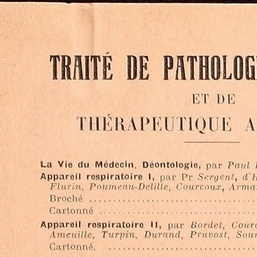 TRAITÉ DE PATHOLOG
ET DE
THÉRAPEUTIQUE A
La Vie du Médecin, Déontologie, par Paul
Appareil respiratoire I, par Pr Sergent, d'H
Flurin, Poumeau-Delille, Courcoux, Arma
Broché
Cartonné
Appareil respiratoire II, par Bordet, Cour
Ameuille, Turpin, Durand, Pruvost, Sou
Cartonné.